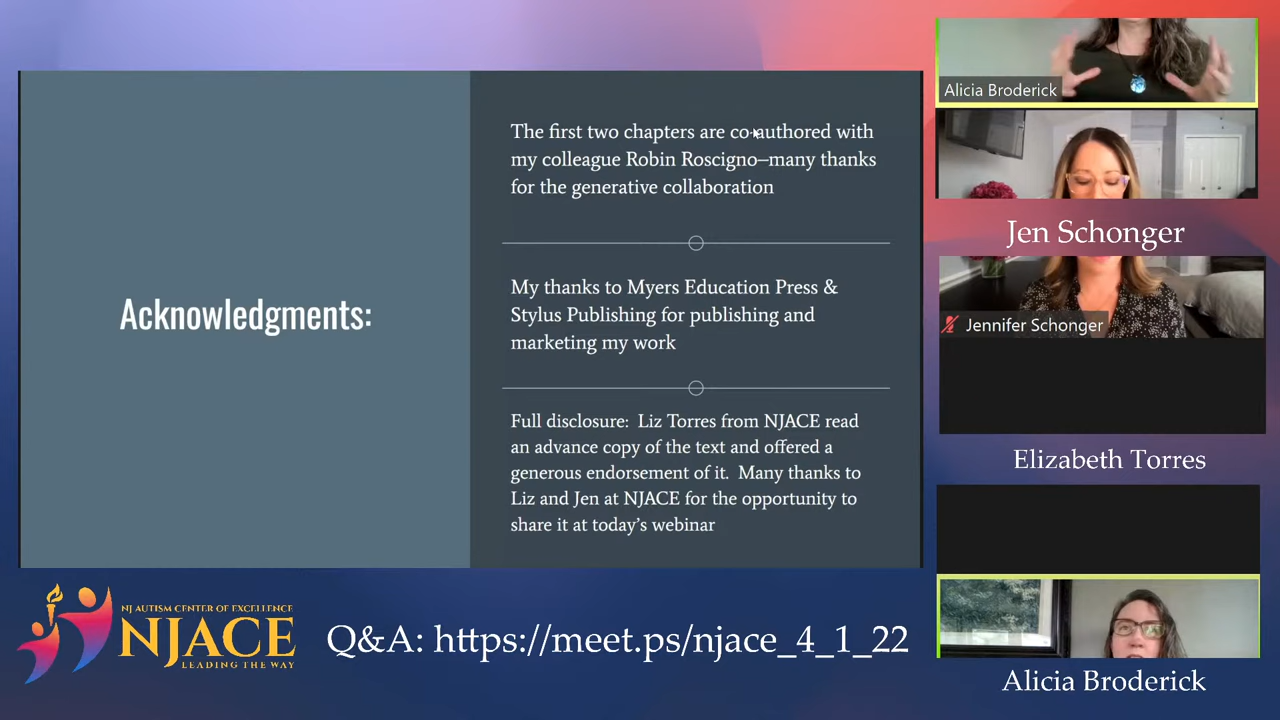 Acknowledgments:
The first two chapters are co-authored with
my colleague Robin Roscigno—many thanks
for the generative collaboration
My thanks to Myers Education Press &
Stylus Publishing for publishing and
marketing my work
Full disclosure:  Liz Torres from NJACE read
an advance copy of the text and offered a
generous endorsement of it.  Many thanks to
Liz and Jen at NJACE for the opportunity to
share it at today's webinar
Alicia Broderick
Jen Schonger
Jennifer Schonger
Elizabeth Torres
Alicia Broderick
NJ AUTISM CENTER OF EXCELLENCE
NJACE
LEADING THE WAY
Q&A: https://meet.ps/njace_4_1_22